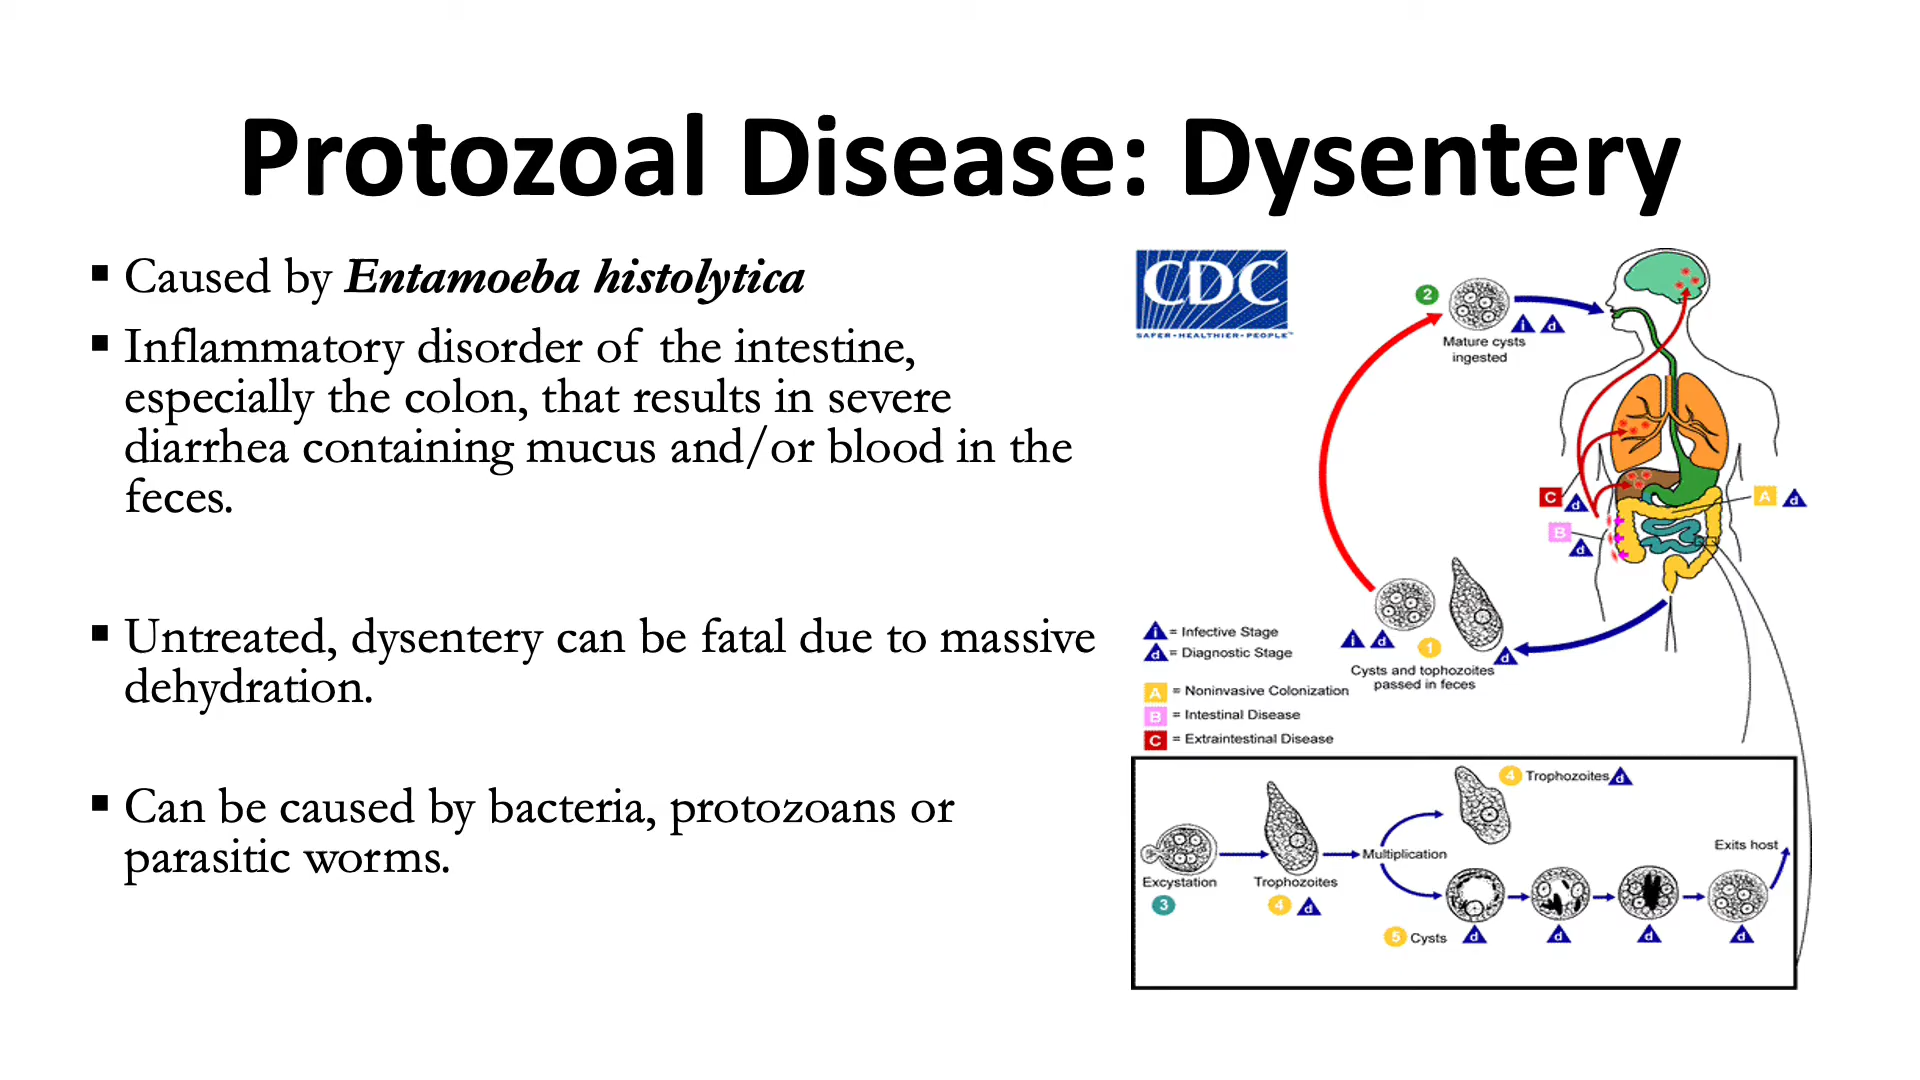 Protozoal Disease: Dysentery
▪ Caused by Entamoeba histolytica
▪ Inflammatory disorder of the intestine,
especially the colon, that results in severe
diarrhea containing mucus and/or blood in the
feces.
▪ Untreated, dysentery can be fatal due to massive
dehydration.
▪ Can be caused by bacteria, protozoans or
parasitic worms.
CDC
SAFER·HEALTHIER·PEOPLE™
2
Mature cysts
ingested
i d
C d
A d
B
d
i d
1
d
Cysts and tophozoites
passed in feces
i = Infective Stage
d = Diagnostic Stage
A = Noninvasive Colonization
B = Intestinal Disease
C = Extraintestinal Disease
4 Trophozoites d
Multiplication
Exits host
Excystation
3
Trophozoites
4 d
5 Cysts d d d d